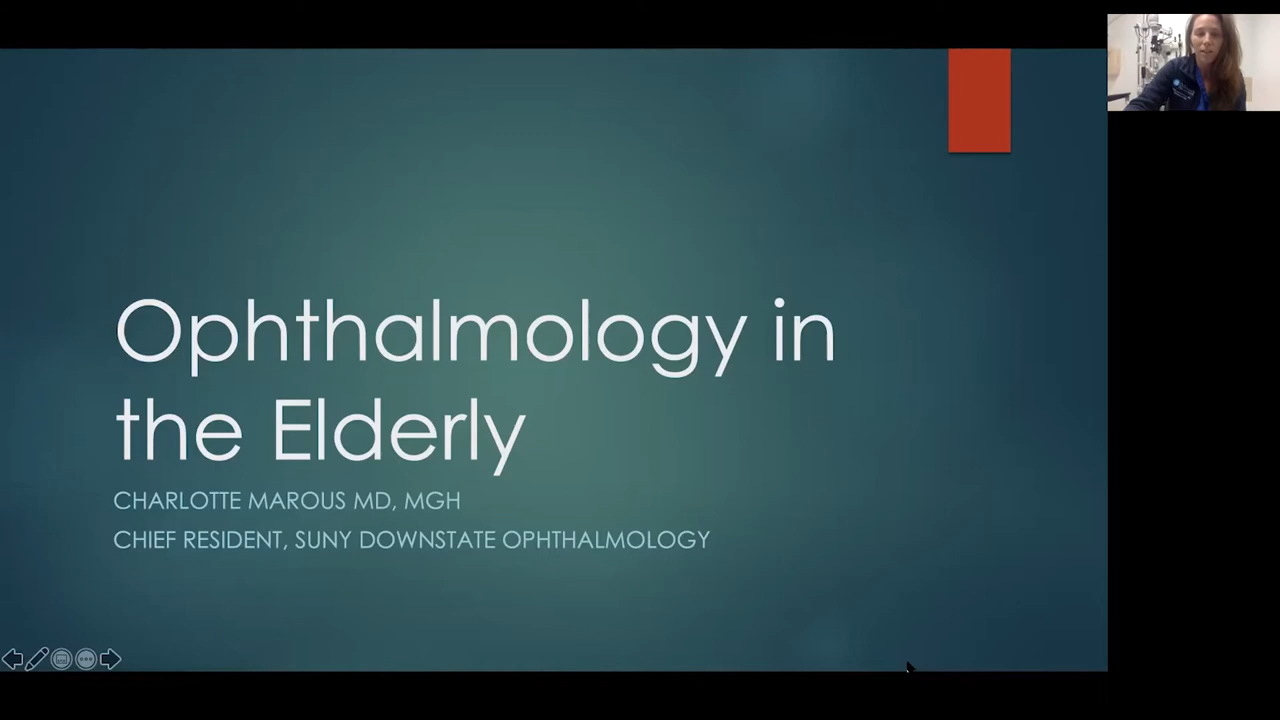 Ophthalmology in
the Elderly
CHARLOTTE MAROUS MD, MGH
CHIEF RESIDENT, SUNY DOWNSTATE OPHTHALMOLOGY